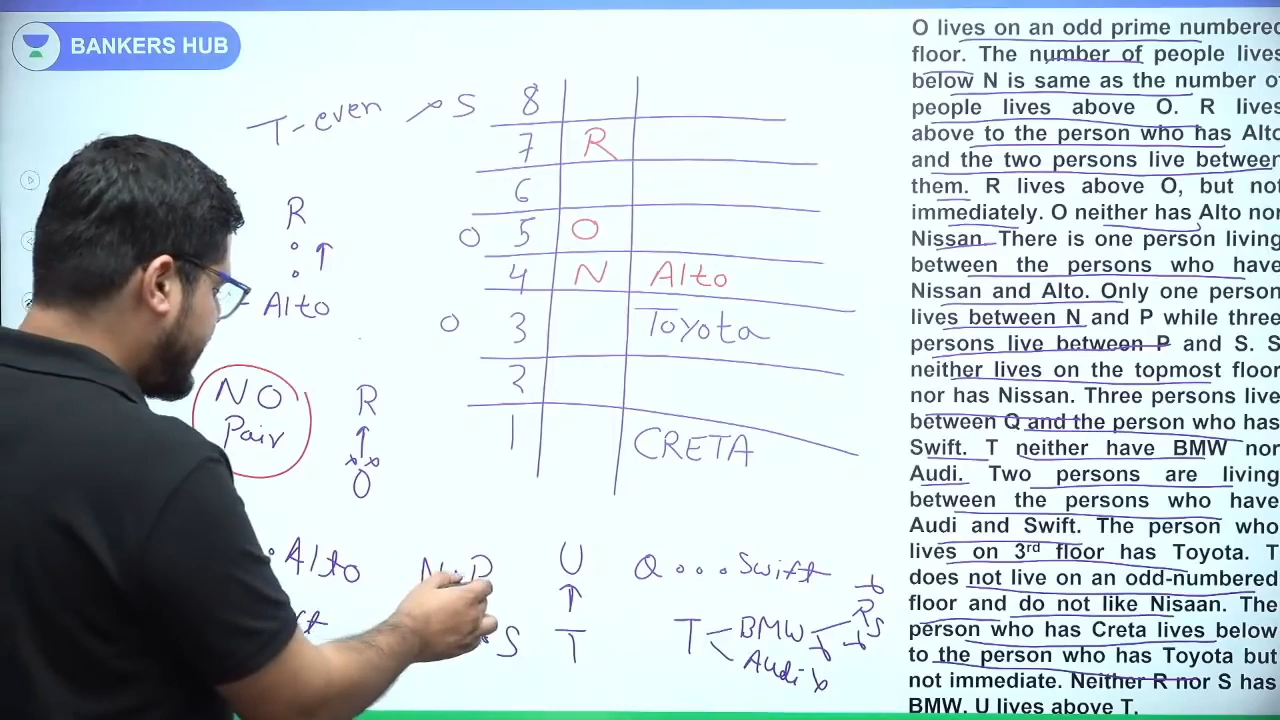 BANKERS HUB
T-even S
R
Alto
NO
Pair
R
O
8
7 R
6
O 5 O
4 N Alto
O 3 Toyota
2
1 CRETA
Alto
U
T
S
Q . . . Swift
T BMW R S
Audi
O lives on an odd prime numbered
floor. The number of people lives
below N is same as the number o
people lives above O. R lives
above to the person who has Alto
and the two persons live between
them. R lives above O, but not
immediately. O neither has Alto nor
Nissan. There is one person living
between the persons who have
Nissan and Alto. Only one person
lives between N and P while three
persons live between P and S. S
neither lives on the topmost floor
nor has Nissan. Three persons live
between Q and the person who has
Swift. T neither have BMW nor
Audi. Two persons are living
between the persons who have
Audi and Swift. The person who
lives on 3rd floor has Toyota. T
does not live on an odd-numbered
floor and do not like Nisaan. The
person who has Creta lives below
to the person who has Toyota but
not immediate. Neither R nor S has
BMW. U lives above T.